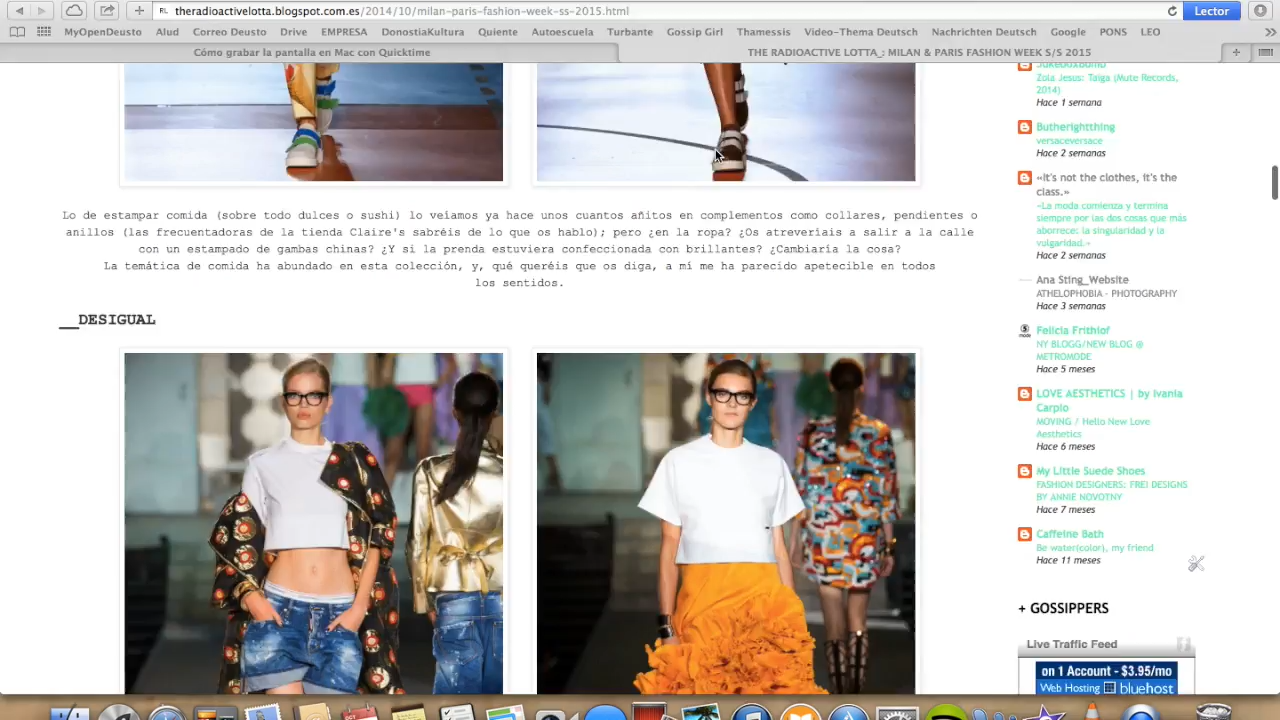 theradioactivelotta.blogspot.com.es/2014/10/milan-paris-fashion-week-ss-2015.html
Lector
MyOpenDeusto Alud Correo Deusto Drive EMPRESA DonostiaKultura Quiente Autoescuela Turbante Gossip Girl Thamessis Video-Thema Deutsch Nachrichten Deutsch Google PONS LEO
Cómo grabar la pantalla en Mac con Quicktime
THE RADIOACTIVE LOTTA_: MILAN & PARIS FASHION WEEK S/S 2015
Lo de estampar comida (sobre todo dulces y sushi) lo veíamos ya hace unos cuantos añitos en complementos como collares, pendientes o
anillos (las frecuentadoras de la tienda Claire's sabréis de lo que os hablo); pero ¿en la ropa? ¿Os atreveríais a salir a la calle
con un estampado de gambas chinas? ¿Y si la prenda estuviera confeccionada con brillantes? ¿Cambiaría la cosa?
La temática de comida ha abundado en esta colección, y, qué queréis que os diga, a mí me ha parecido apetecible en todos
los sentidos.
__DESIGUAL
Zola Jesus: Taiga (Mute Records,
2014)
Hace 1 semana
Butherightthing
versaceversace
Hace 2 semanas
«It's not the clothes, it's the
class.»
«La moda comienza y termina
siempre por las dos cosas que más
aborrece: la singularidad y la
vulgaridad.»
Hace 2 semanas
Ana Sting_Website
ATHELOPHOBIA - PHOTOGRAPHY
Hace 3 semanas
Felicia Frithiof
NY BLOGG/NEW BLOG @
METROMODE
Hace 5 meses
LOVE AESTHETICS | by Ivania
Carpio
MOVING / Hello New Love
Aesthetics
Hace 6 meses
My Little Suede Shoes
FASHION DESIGNERS: FREI DESIGNS
BY ANNIE NOVOTNY
Hace 7 meses
Caffeine Bath
Be water(color), my friend
Hace 11 meses
+ GOSSIPPERS
Live Traffic Feed
on 1 Account - $3.95/mo
Web Hosting bluehost